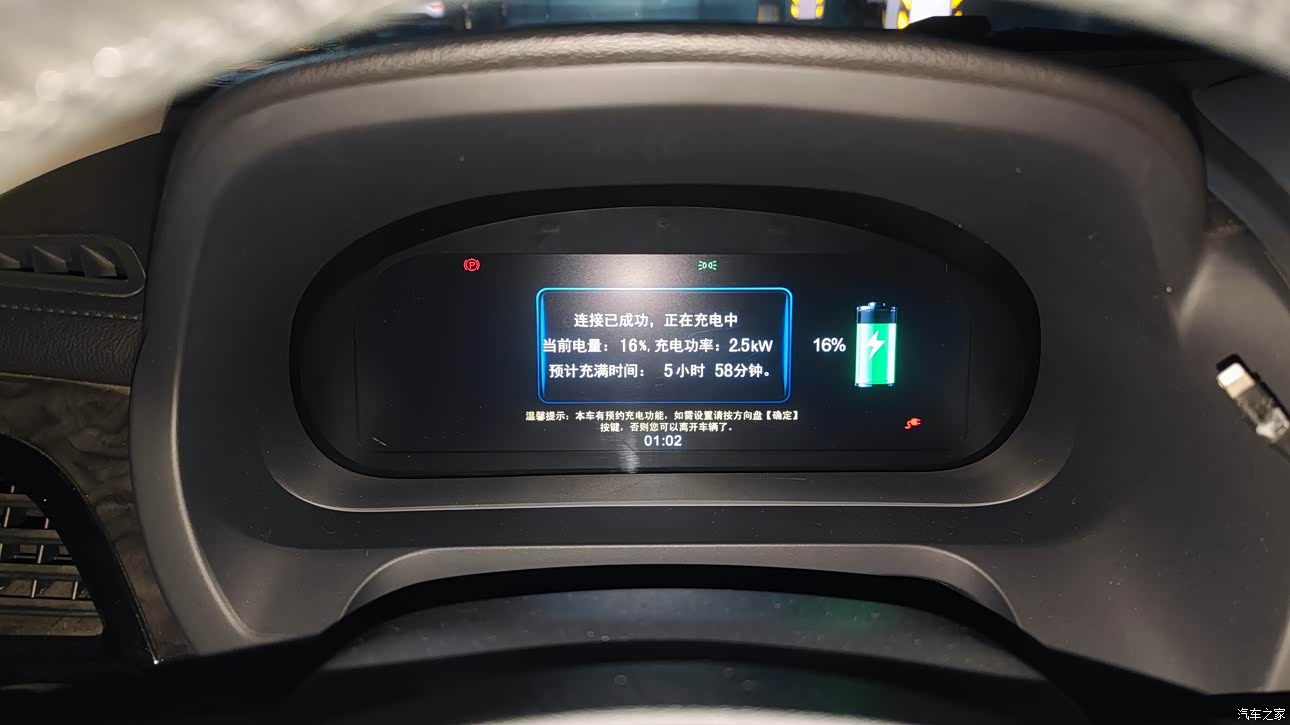 连接已成功，正在充电中
当前电量： 16%，充电功率：2.5kW
预计充满时间： 5小时 58分钟。
16%
温馨提示：本车有预约充电功能，如需设置请按方向盘【确定】
按键，否则您可以离开车辆了。
01:02
汽车之家